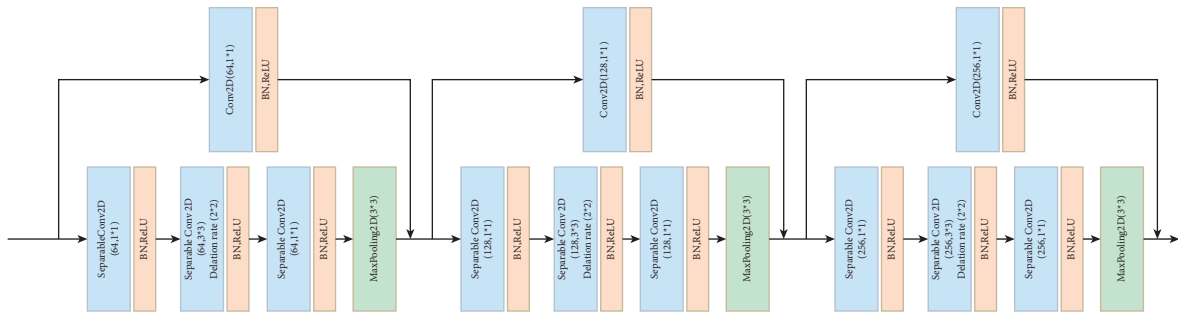 Conv2D(64,1*1)
BN,ReLU
Conv2D(128,1*1)
BN,ReLU
Conv2D(256,1*1)
BN,ReLU
SeparableConv2D
(64,1*1)
BN,ReLU
Separable Conv 2D
(64,3*3)
Delation rate (2*2)
BN,ReLU
Separable Conv2D
(64,1*1)
BN,ReLU
MaxPooling2D(3*3)
Separable Conv2D
(128,1*1)
BN,ReLU
Separable Conv 2D
(128,3*3)
Delation rate (2*2)
BN,ReLU
Separable Conv2D
(128,1*1)
BN,ReLU
MaxPooling2D(3*3)
Separable Conv2D
(256,1*1)
BN,ReLU
Separable Conv 2D
(256,3*3)
Delation rate (2*2)
BN,ReLU
Separable Conv2D
(256,1*1)
BN,ReLU
MaxPooling2D(3*3)